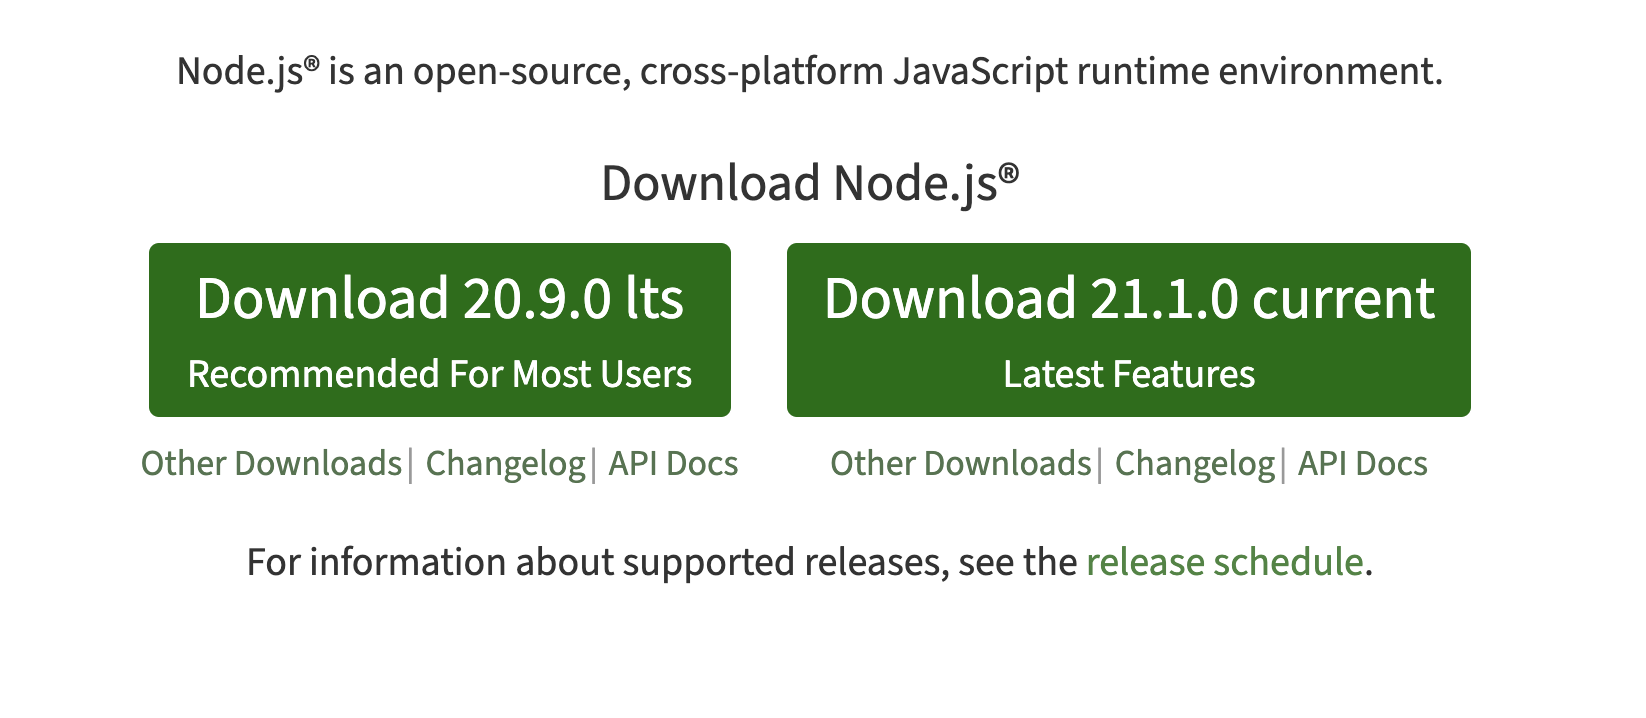 Node.js® is an open-source, cross-platform JavaScript runtime environment.
Download Node.js®
Download 20.9.0 lts
Recommended For Most Users
Other Downloads| Changelog| API Docs
Download 21.1.0 current
Latest Features
Other Downloads| Changelog| API Docs
For information about supported releases, see the release schedule.